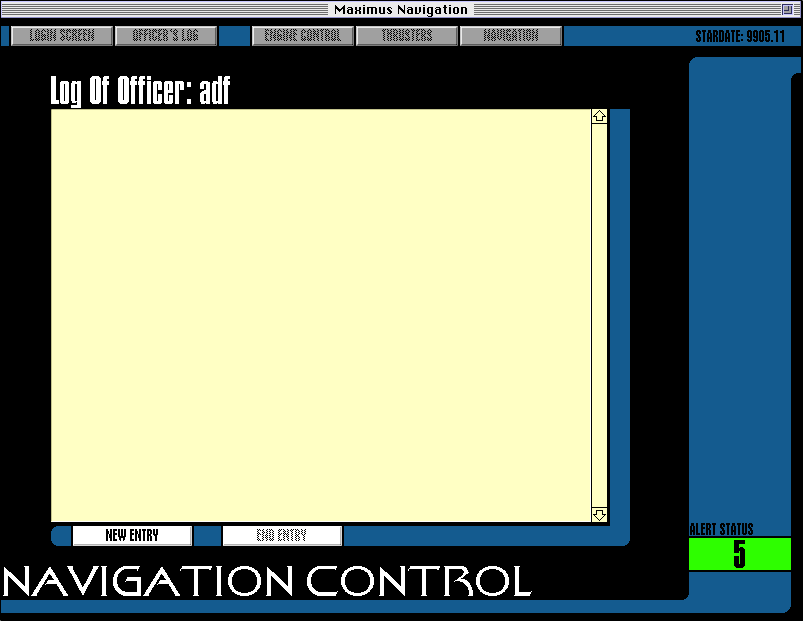 Maximus Navigation
LOGIN SCREEN OFFICER'S LOG ENGINE CONTROL THRUSTERS NAVIGATION STARDATE: 9905.11
Log Of Officer: adf
NEW ENTRY END ENTRY
ALERT STATUS
5
NAVIGATION CONTROL